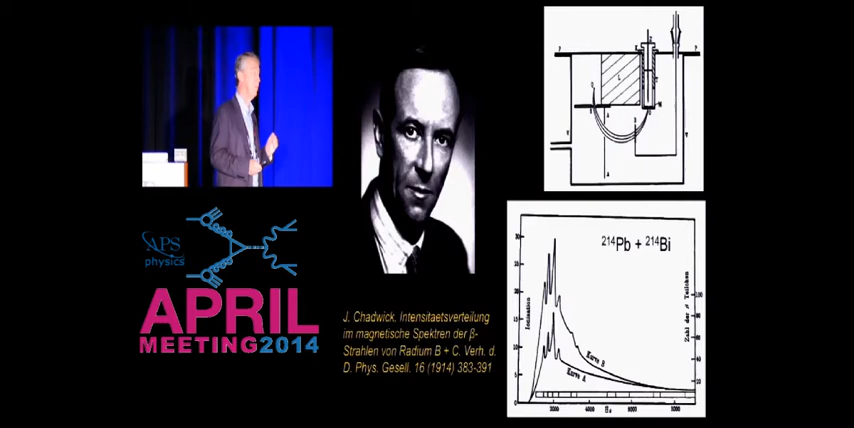 APS
physics
APRIL
MEETING2014
J. Chadwick, Intensitaetsverteilung
im magnetische Spektren der β-
Strahlen von Radium B + C. Verh. d.
D. Phys. Gesell. 16 (1914) 383-391
²¹⁴Pb + ²¹⁴Bi
Ionisation
Zahl der β Teilchen
Kurve B
Kurve A